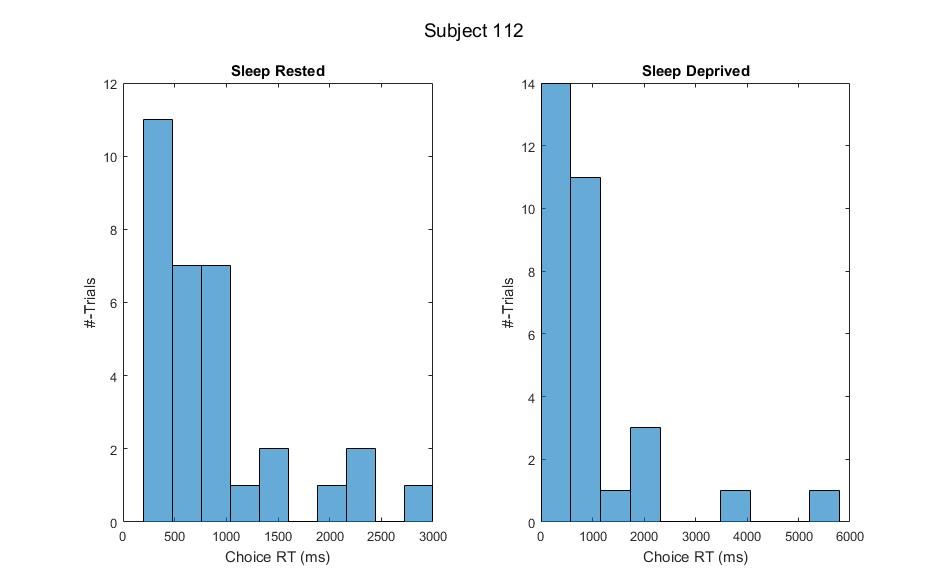 Subject 112
Sleep Rested
12
10
8
6
4
2
0
#-Trials
0 500 1000 1500 2000 2500 3000
Choice RT (ms)
Sleep Deprived
14
12
10
8
6
4
2
0
#-Trials
0 1000 2000 3000 4000 5000 6000
Choice RT (ms)